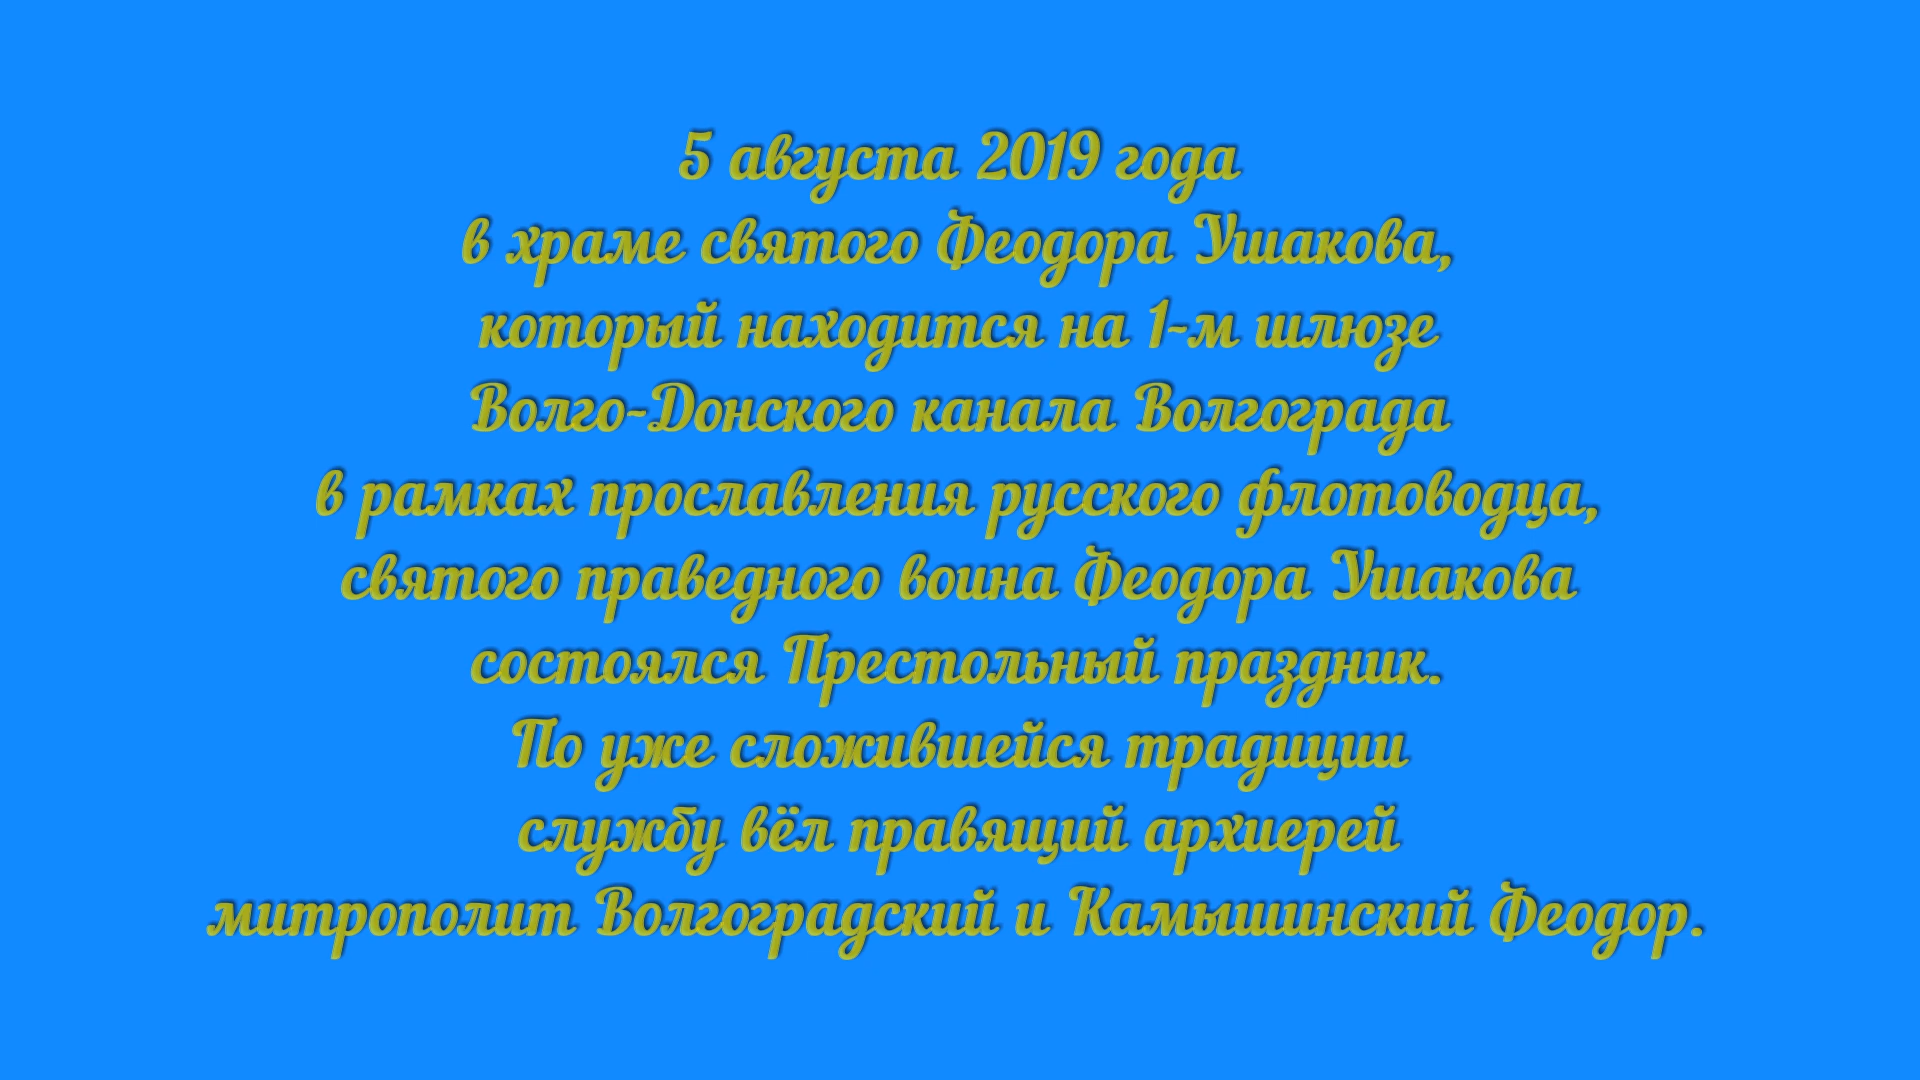 5 августа 2019 года
в храме святого Феодора Ушакова,
который находится на 1-м шлюзе
Волго-Донского канала Волгограда
в рамках прославления русского флотоводца,
святого праведного воина Феодора Ушакова
состоялся Престольный праздник.
По уже сложившейся традиции
службу вёл правящий архиерей
митрополит Волгоградский и Камышинский Феодор.